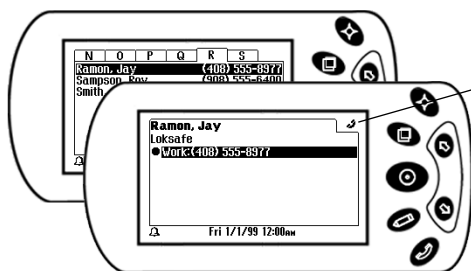 N O P Q R S
Ramon, Jay (408) 555-8977
Sampson, Roy (908) 555-6400
Smith,
Ramon, Jay
Loksafe
Work:(408) 555-8977
Fri 1/1/99 12:00AM